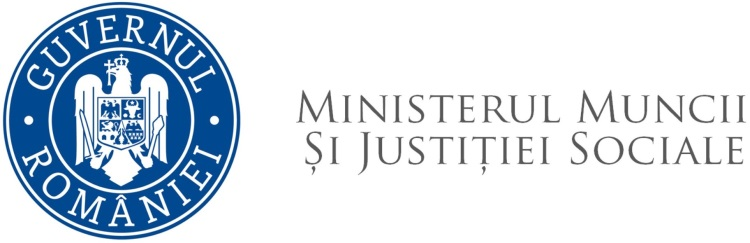 GUVERNUL
ROMÂNIEI
MINISTERUL MUNCII
ȘI JUSTIȚIEI SOCIALE